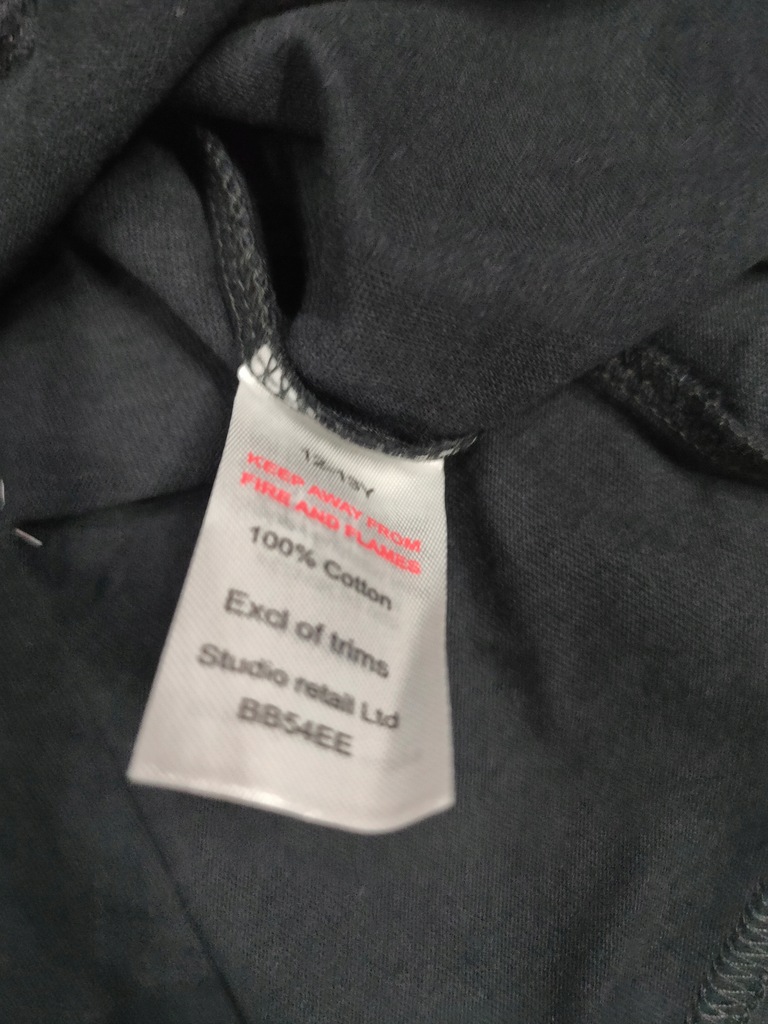 KEEP AWAY FROM
FIRE AND FLAMES
100% Cotton
Excl of trims
Studio retail Ltd
BB54EE